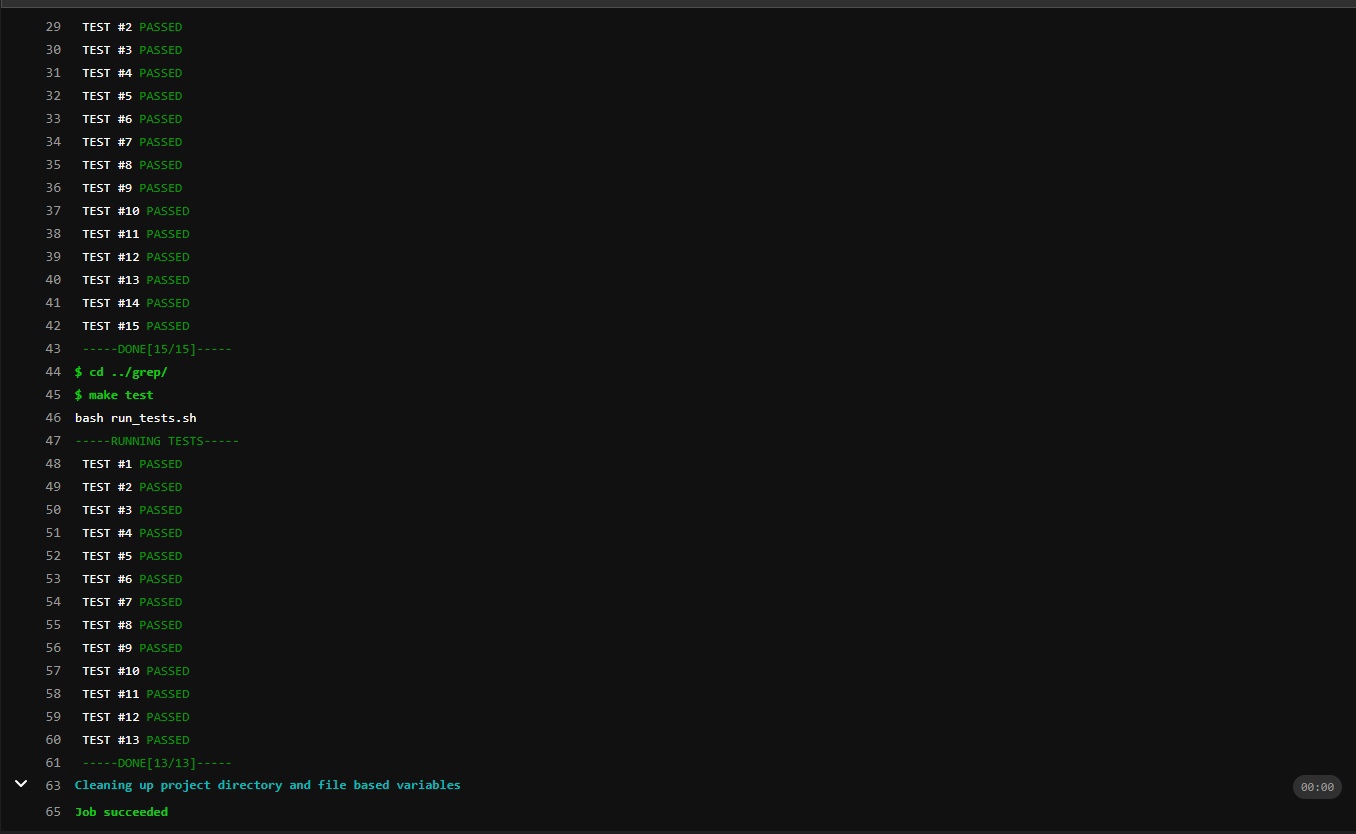 29 TEST #2 PASSED
30 TEST #3 PASSED
31 TEST #4 PASSED
32 TEST #5 PASSED
33 TEST #6 PASSED
34 TEST #7 PASSED
35 TEST #8 PASSED
36 TEST #9 PASSED
37 TEST #10 PASSED
38 TEST #11 PASSED
39 TEST #12 PASSED
40 TEST #13 PASSED
41 TEST #14 PASSED
42 TEST #15 PASSED
43 -----DONE[15/15]-----
44 $ cd ../grep/
45 $ make test
46 bash run_tests.sh
47 -----RUNNING TESTS-----
48 TEST #1 PASSED
49 TEST #2 PASSED
50 TEST #3 PASSED
51 TEST #4 PASSED
52 TEST #5 PASSED
53 TEST #6 PASSED
54 TEST #7 PASSED
55 TEST #8 PASSED
56 TEST #9 PASSED
57 TEST #10 PASSED
58 TEST #11 PASSED
59 TEST #12 PASSED
60 TEST #13 PASSED
61 -----DONE[13/13]-----
63 Cleaning up project directory and file based variables 00:00
65 Job succeeded